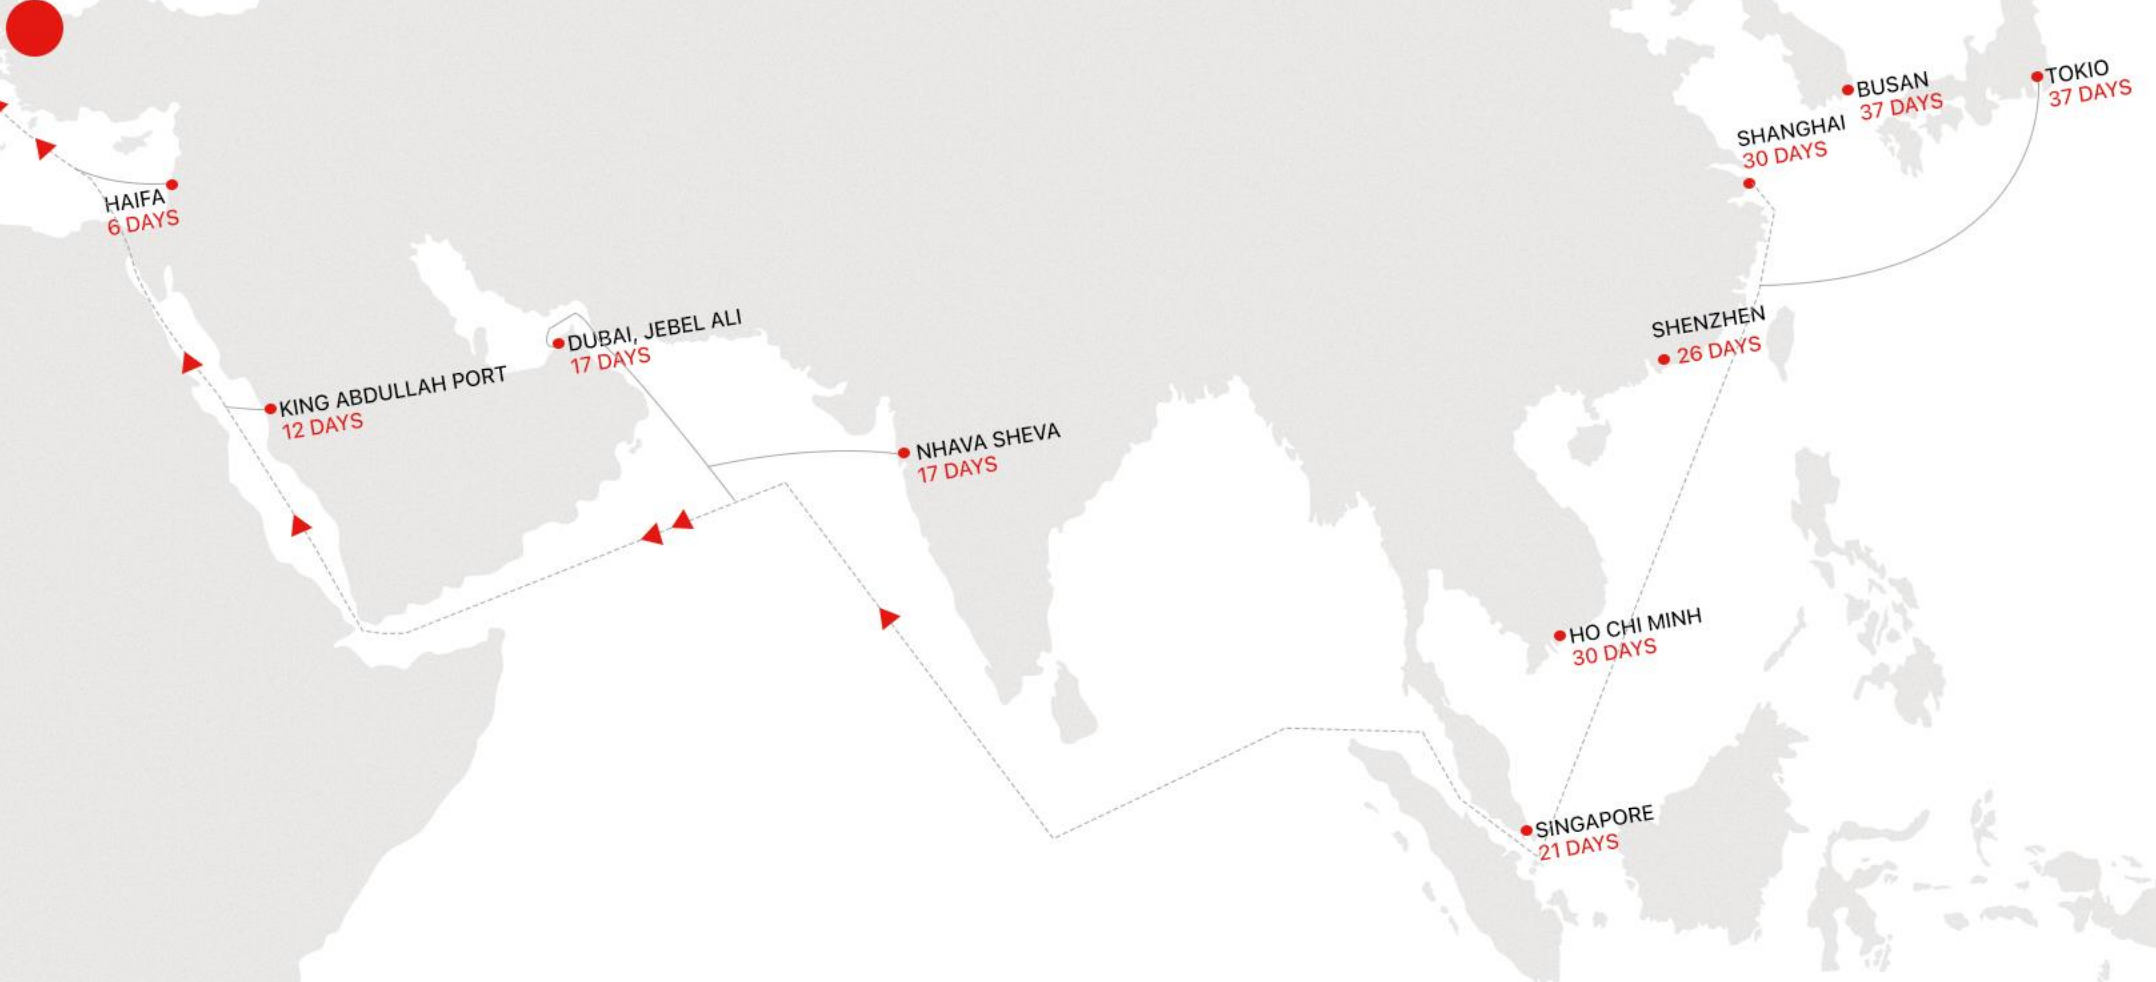 TOKIO
37 DAYS
BUSAN
37 DAYS
SHANGHAI
30 DAYS
HAIFA
6 DAYS
SHENZHEN
26 DAYS
DUBAI, JEBEL ALI
17 DAYS
KING ABDULLAH PORT
12 DAYS
NHAVA SHEVA
17 DAYS
HO CHI MINH
30 DAYS
SINGAPORE
21 DAYS